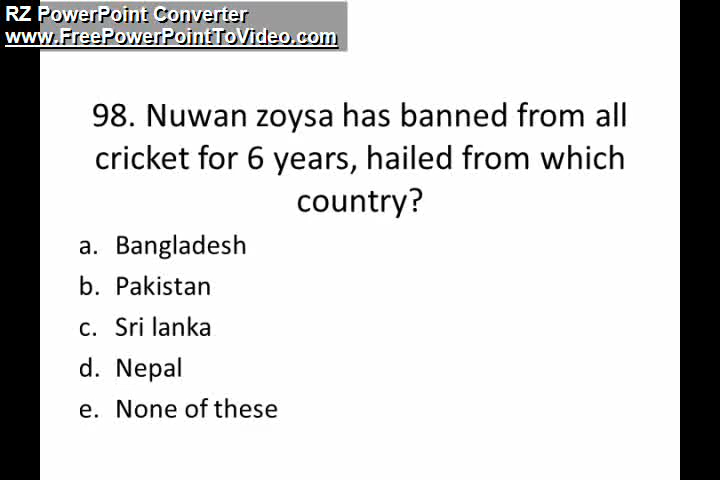 RZ PowerPoint Converter
www.FreePowerPointToVideo.com
98. Nuwan zoysa has banned from all
cricket for 6 years, hailed from which
country?
a. Bangladesh
b. Pakistan
c. Sri lanka
d. Nepal
e. None of these